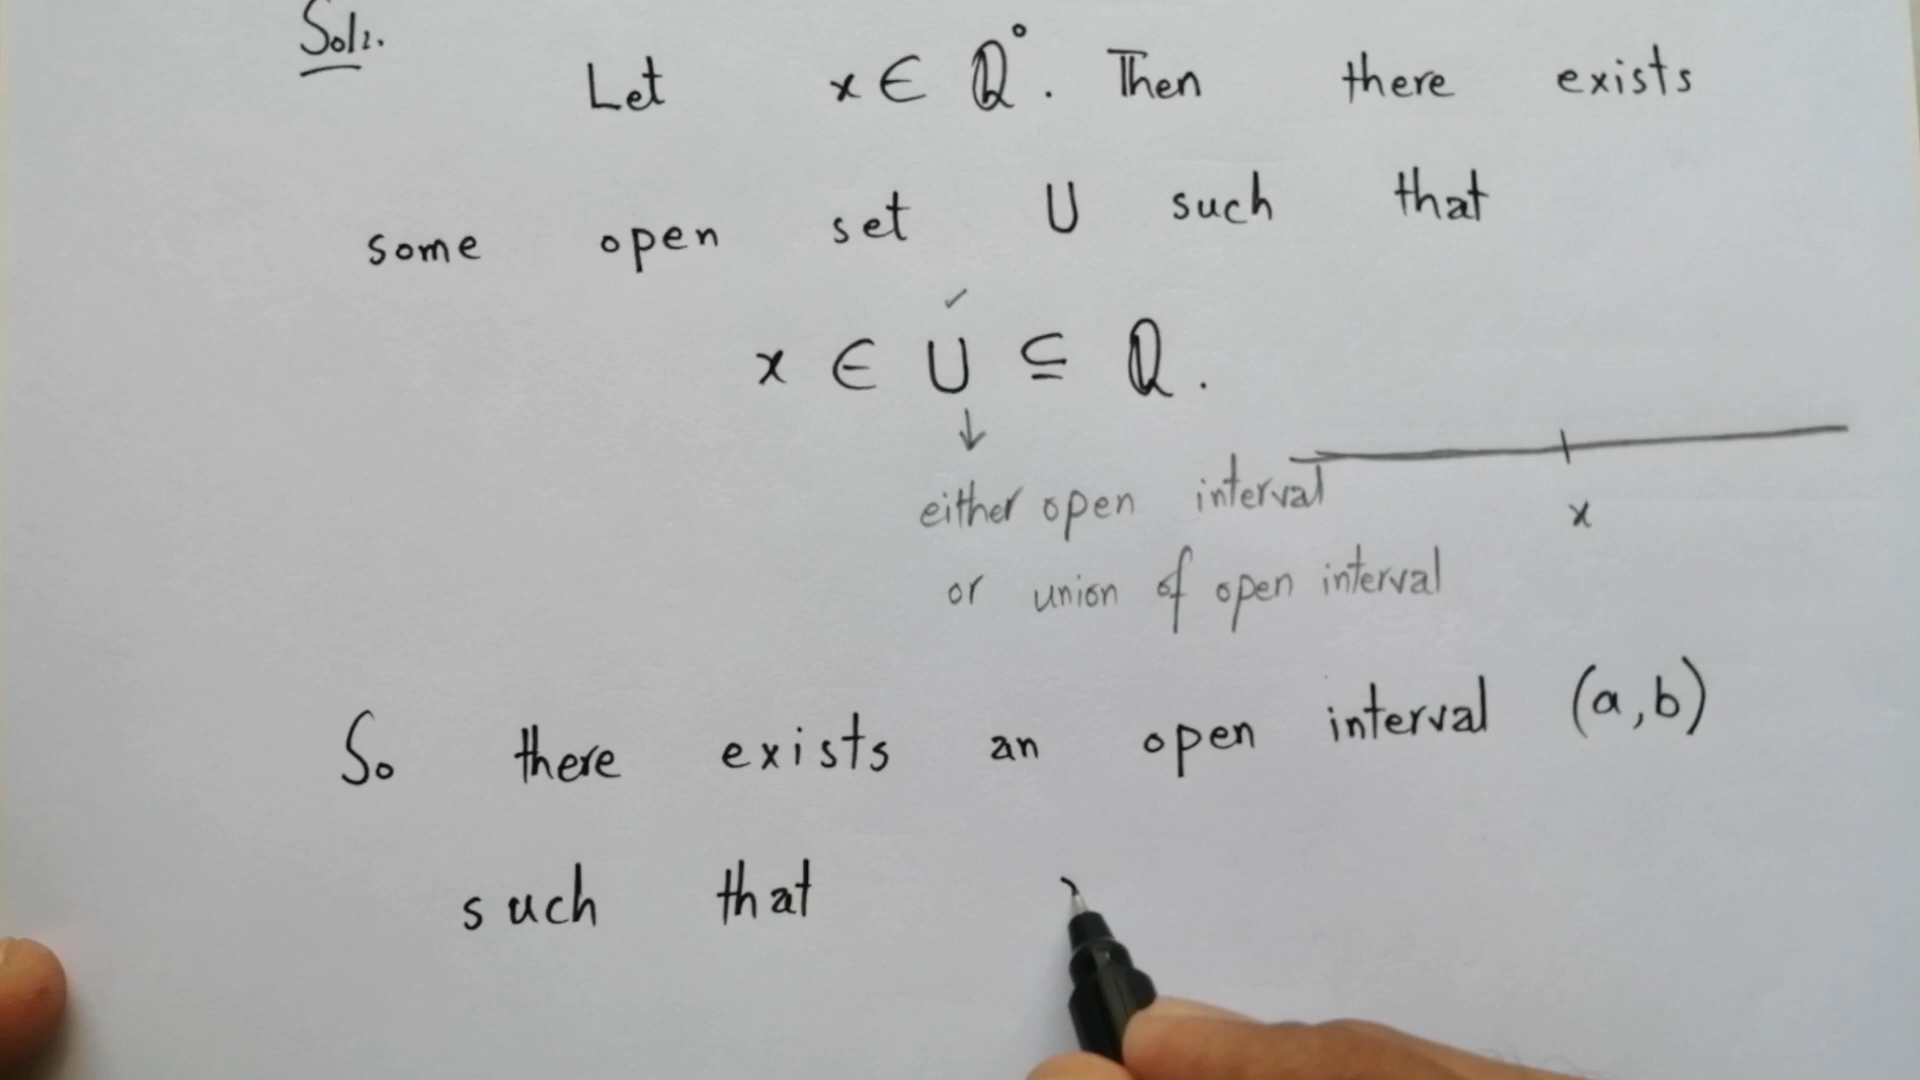 Soln.
Let x ∈ ℚ°. Then there exists
some open set U such that
x ∈ U ⊆ ℚ.
either open interval
x
or union of open interval
So there exists an open interval (a,b)
such that